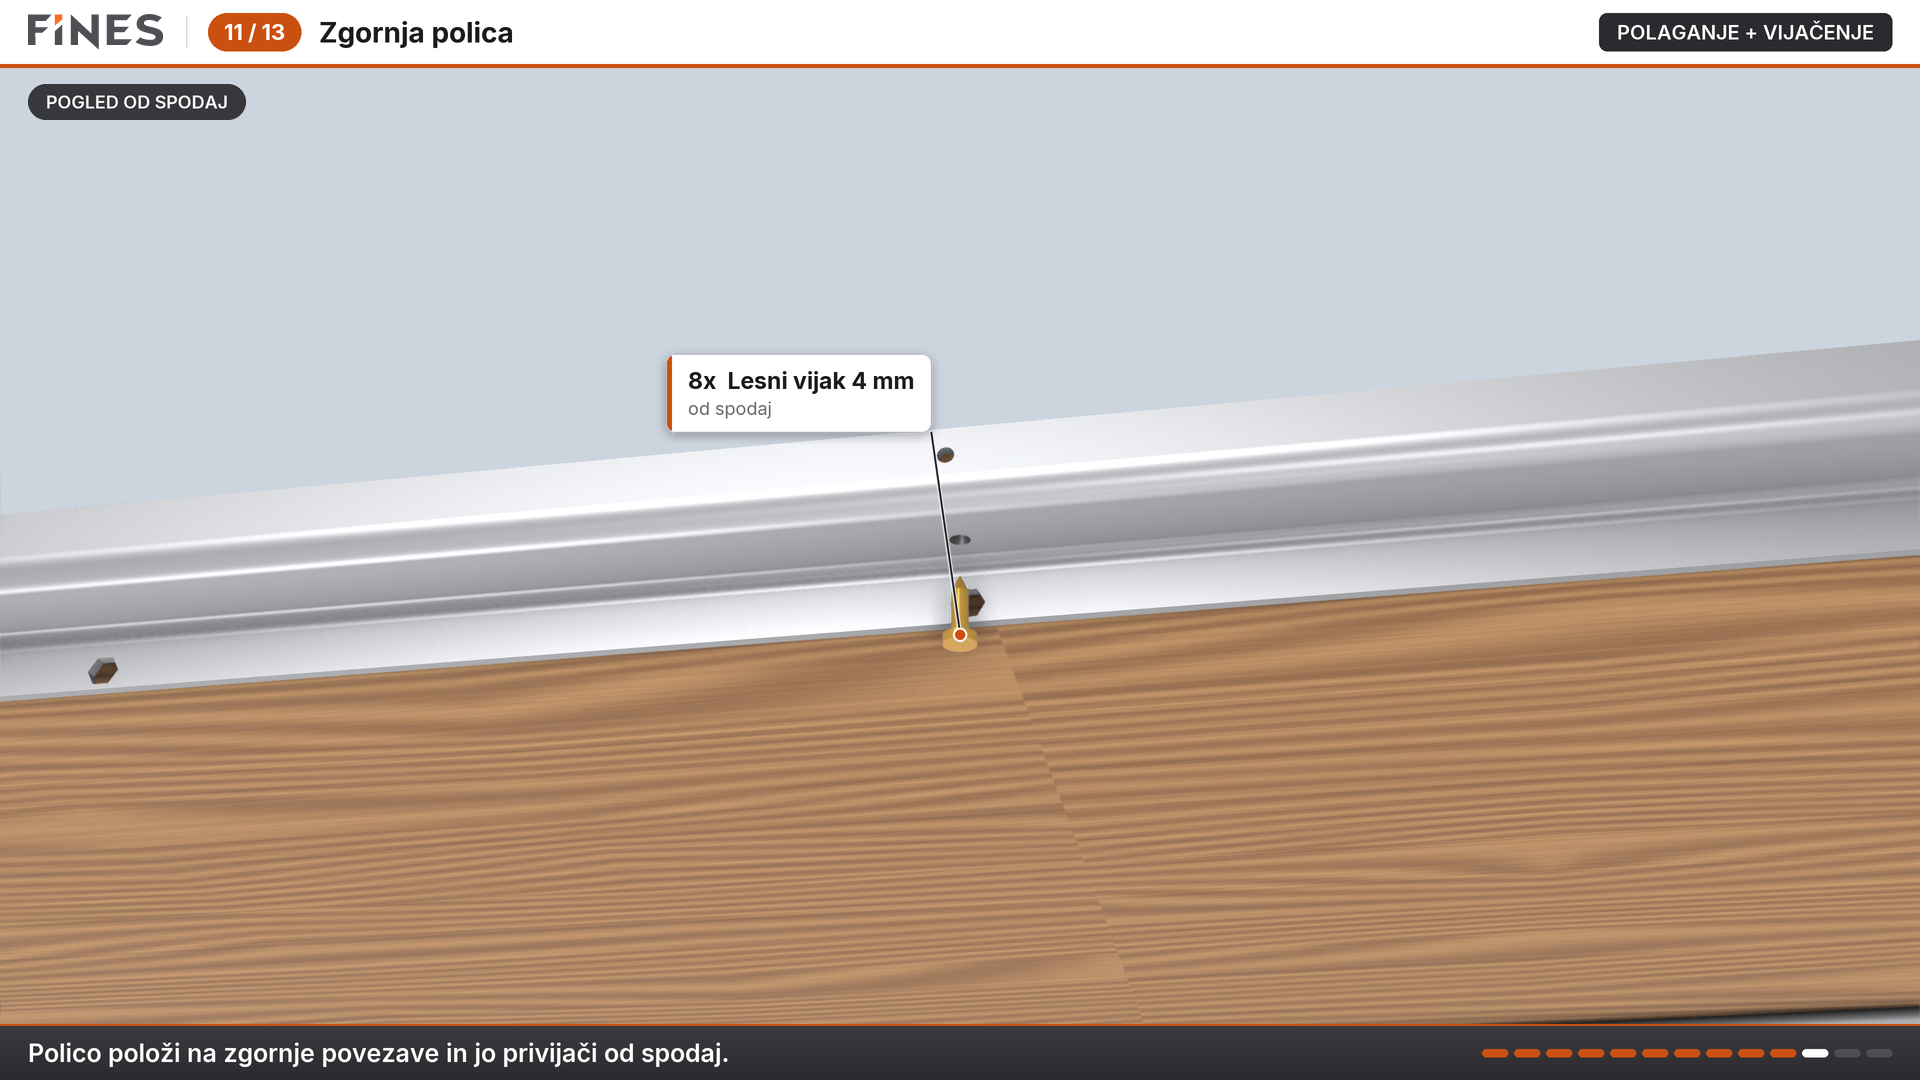 FINES
11 / 13
Zgornja polica
POLAGANJE + VIJAČENJE
POGLED OD SPODAJ
8x Lesni vijak 4 mm
od spodaj
Polico položi na zgornje povezave in jo privijači od spodaj.